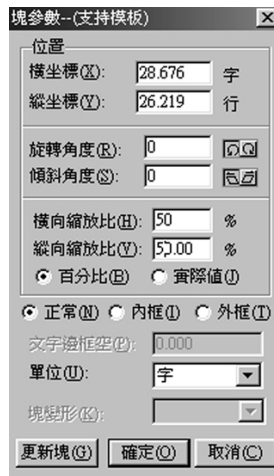 塊參數--(支持模板)
位置
橫坐標(X): 28.676 字
縱坐標(Y): 26.219 行
旋轉角度(R): 0
傾斜角度(S): 0
橫向縮放比(H): 50 %
縱向縮放比(V): 50.00 %
百分比(B) 實際値(J)
正常(N) 內框(I) 外框(T)
文字邊框空(P): 0.000
單位(U): 字
塊變形(K):
更新塊(G) 確定(O) 取消(C)